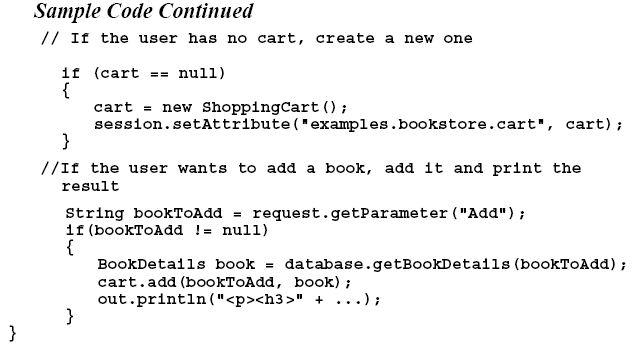 Sample Code Continued
// If the user has no cart, create a new one
if (cart == null)
{
cart = new ShoppingCart();
session.setAttribute("examples.bookstore.cart", cart);
}
//If the user wants to add a book, add it and print the
result
String bookToAdd = request.getParameter("Add");
if(bookToAdd != null)
{
BookDetails book = database.getBookDetails(bookToAdd);
cart.add(bookToAdd, book);
out.println("<p><h3>" + ...);
}
}